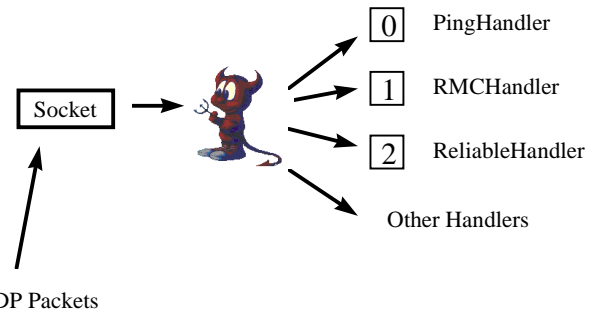 0 PingHandler
1 RMCHandler
Socket
2 ReliableHandler
Other Handlers
DP Packets